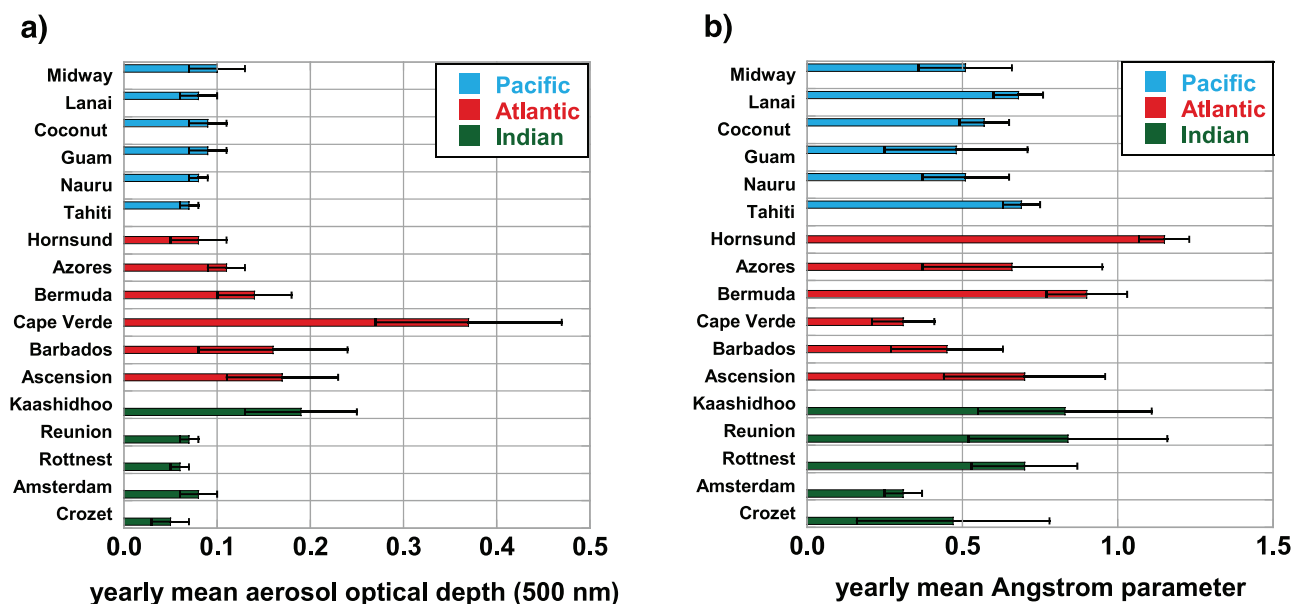 a)
Midway
Lanai
Coconut
Guam
Nauru
Tahiti
Hornsund
Azores
Bermuda
Cape Verde
Barbados
Ascension
Kaashidhoo
Reunion
Rottnest
Amsterdam
Crozet
Pacific
Atlantic
Indian
0.0 0.1 0.2 0.3 0.4 0.5
yearly mean aerosol optical depth (500 nm)
b)
Midway
Lanai
Coconut
Guam
Nauru
Tahiti
Hornsund
Azores
Bermuda
Cape Verde
Barbados
Ascension
Kaashidhoo
Reunion
Rottnest
Amsterdam
Crozet
Pacific
Atlantic
Indian
0.0 0.5 1.0 1.5
yearly mean Angstrom parameter